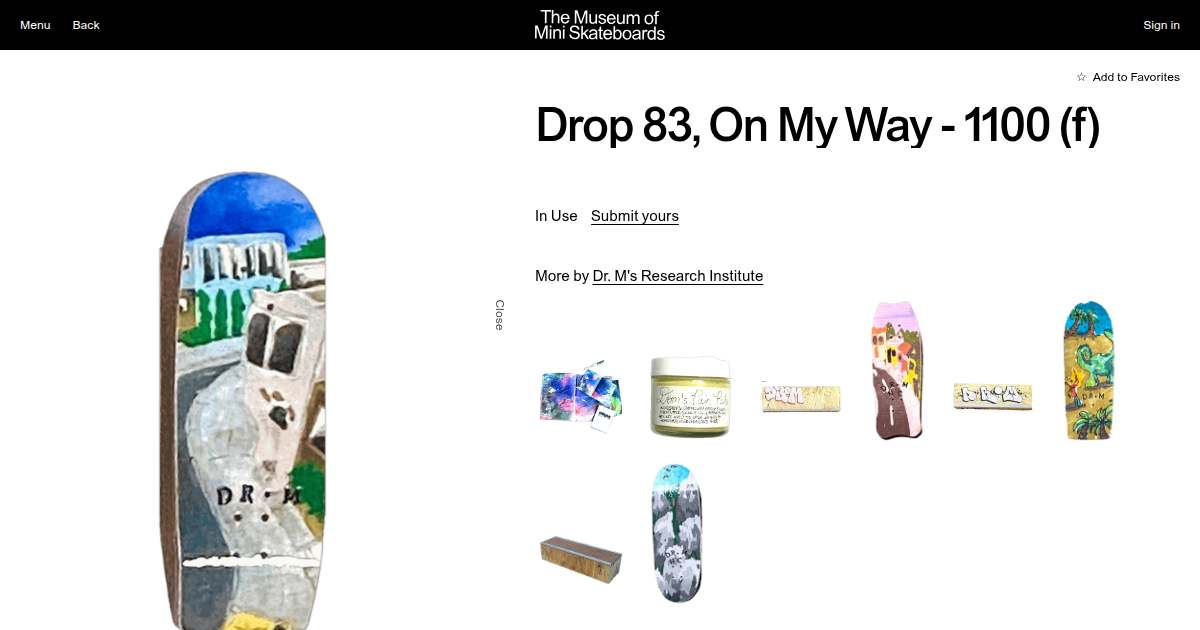 Menu
Back
The Museum of
Mini Skateboards
Sign in
☆ Add to Favorites
Drop 83, On My Way - 1100 (f)
In Use Submit yours
More by Dr. M's Research Institute
Close
DR·M